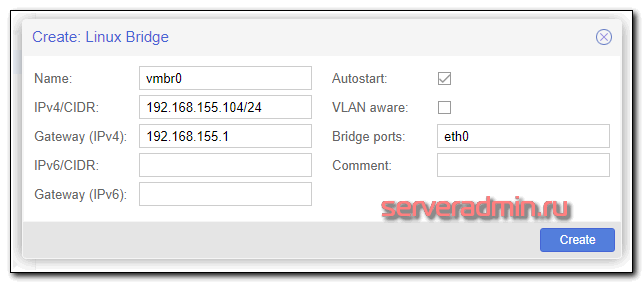 Create: Linux Bridge
Name: vmbr0
IPv4/CIDR: 192.168.155.104/24
Gateway (IPv4): 192.168.155.1
IPv6/CIDR:
Gateway (IPv6):
Autostart:
VLAN aware:
Bridge ports: eth0
Comment:
serveradmin.ru
Create